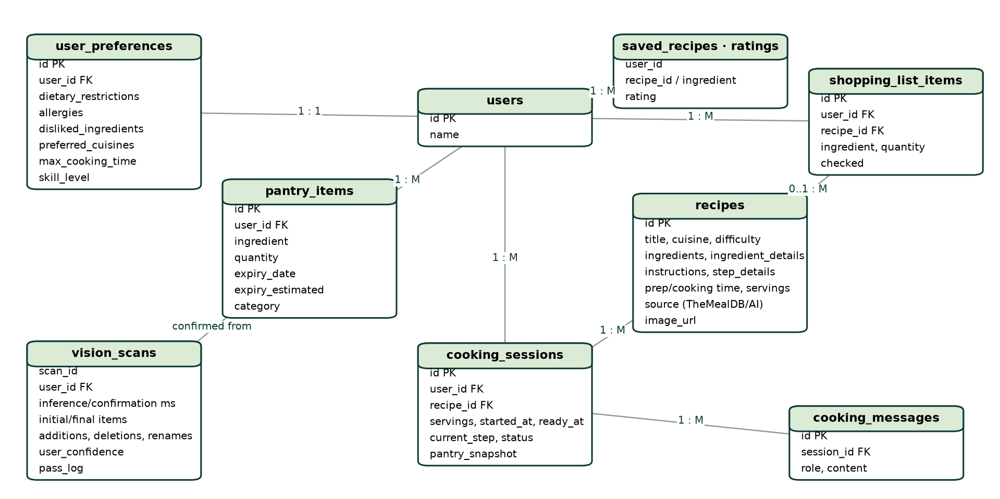 user_preferences
id PK
user_id FK
dietary_restrictions
allergies
disliked_ingredients
preferred_cuisines
max_cooking_time
skill_level
1 : 1
users
id PK
name
1 : M
saved_recipes · ratings
user_id
recipe_id / ingredient
rating
1 : M
shopping_list_items
id PK
user_id FK
recipe_id FK
ingredient, quantity
checked
1 : M
pantry_items
id PK
user_id FK
ingredient
quantity
expiry_date
expiry_estimated
category
1 : M
0..1 : M
recipes
id PK
title, cuisine, difficulty
ingredients, ingredient_details
instructions, step_details
prep/cooking time, servings
source (TheMealDB/AI)
image_url
confirmed from
vision_scans
scan_id
user_id FK
inference/confirmation ms
initial/final items
additions, deletions, renames
user_confidence
pass_log
1 : M
cooking_sessions
id PK
user_id FK
recipe_id FK
servings, started_at, ready_at
current_step, status
pantry_snapshot
1 : M
cooking_messages
id PK
session_id FK
role, content